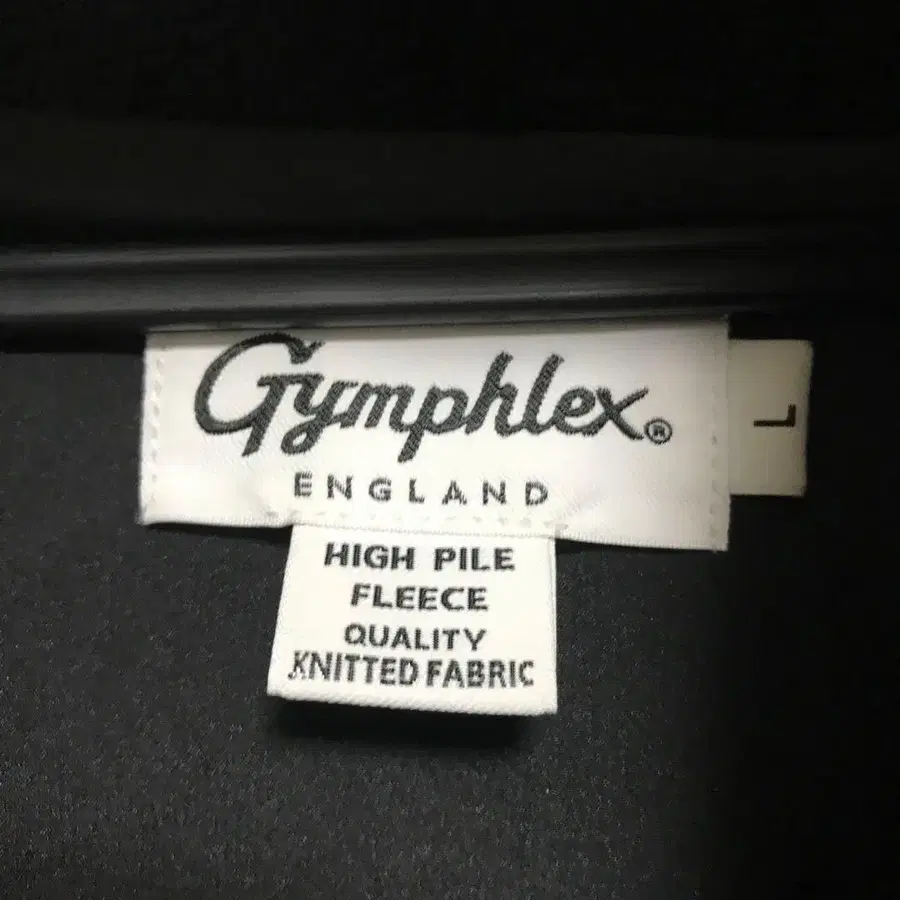 Gymphlex®
ENGLAND
L
HIGH PILE
FLEECE
QUALITY
KNITTED FABRIC